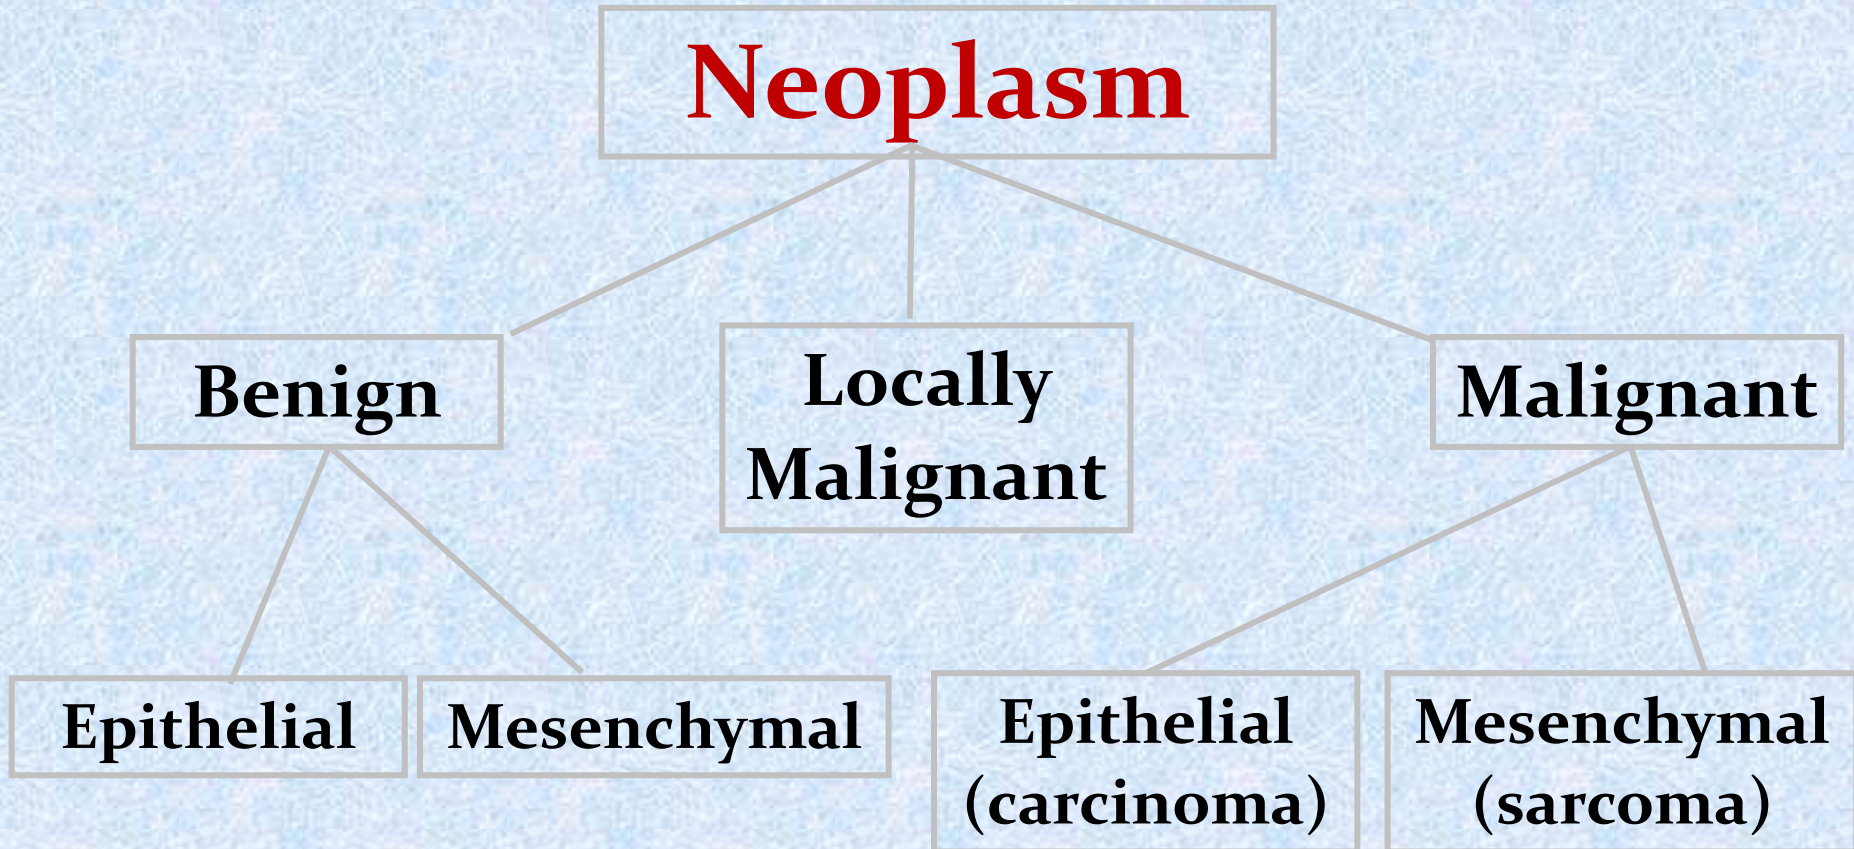 Neoplasm
Benign
Locally
Malignant
Malignant
Epithelial
Mesenchymal
Epithelial
(carcinoma)
Mesenchymal
(sarcoma)